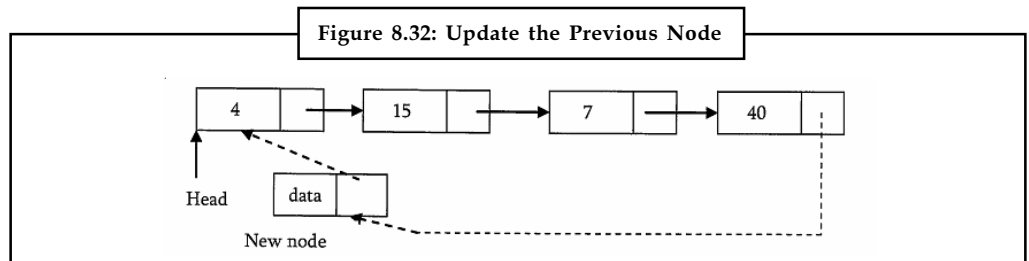 Figure 8.32: Update the Previous Node
4 15 7 40
Head
data
New node